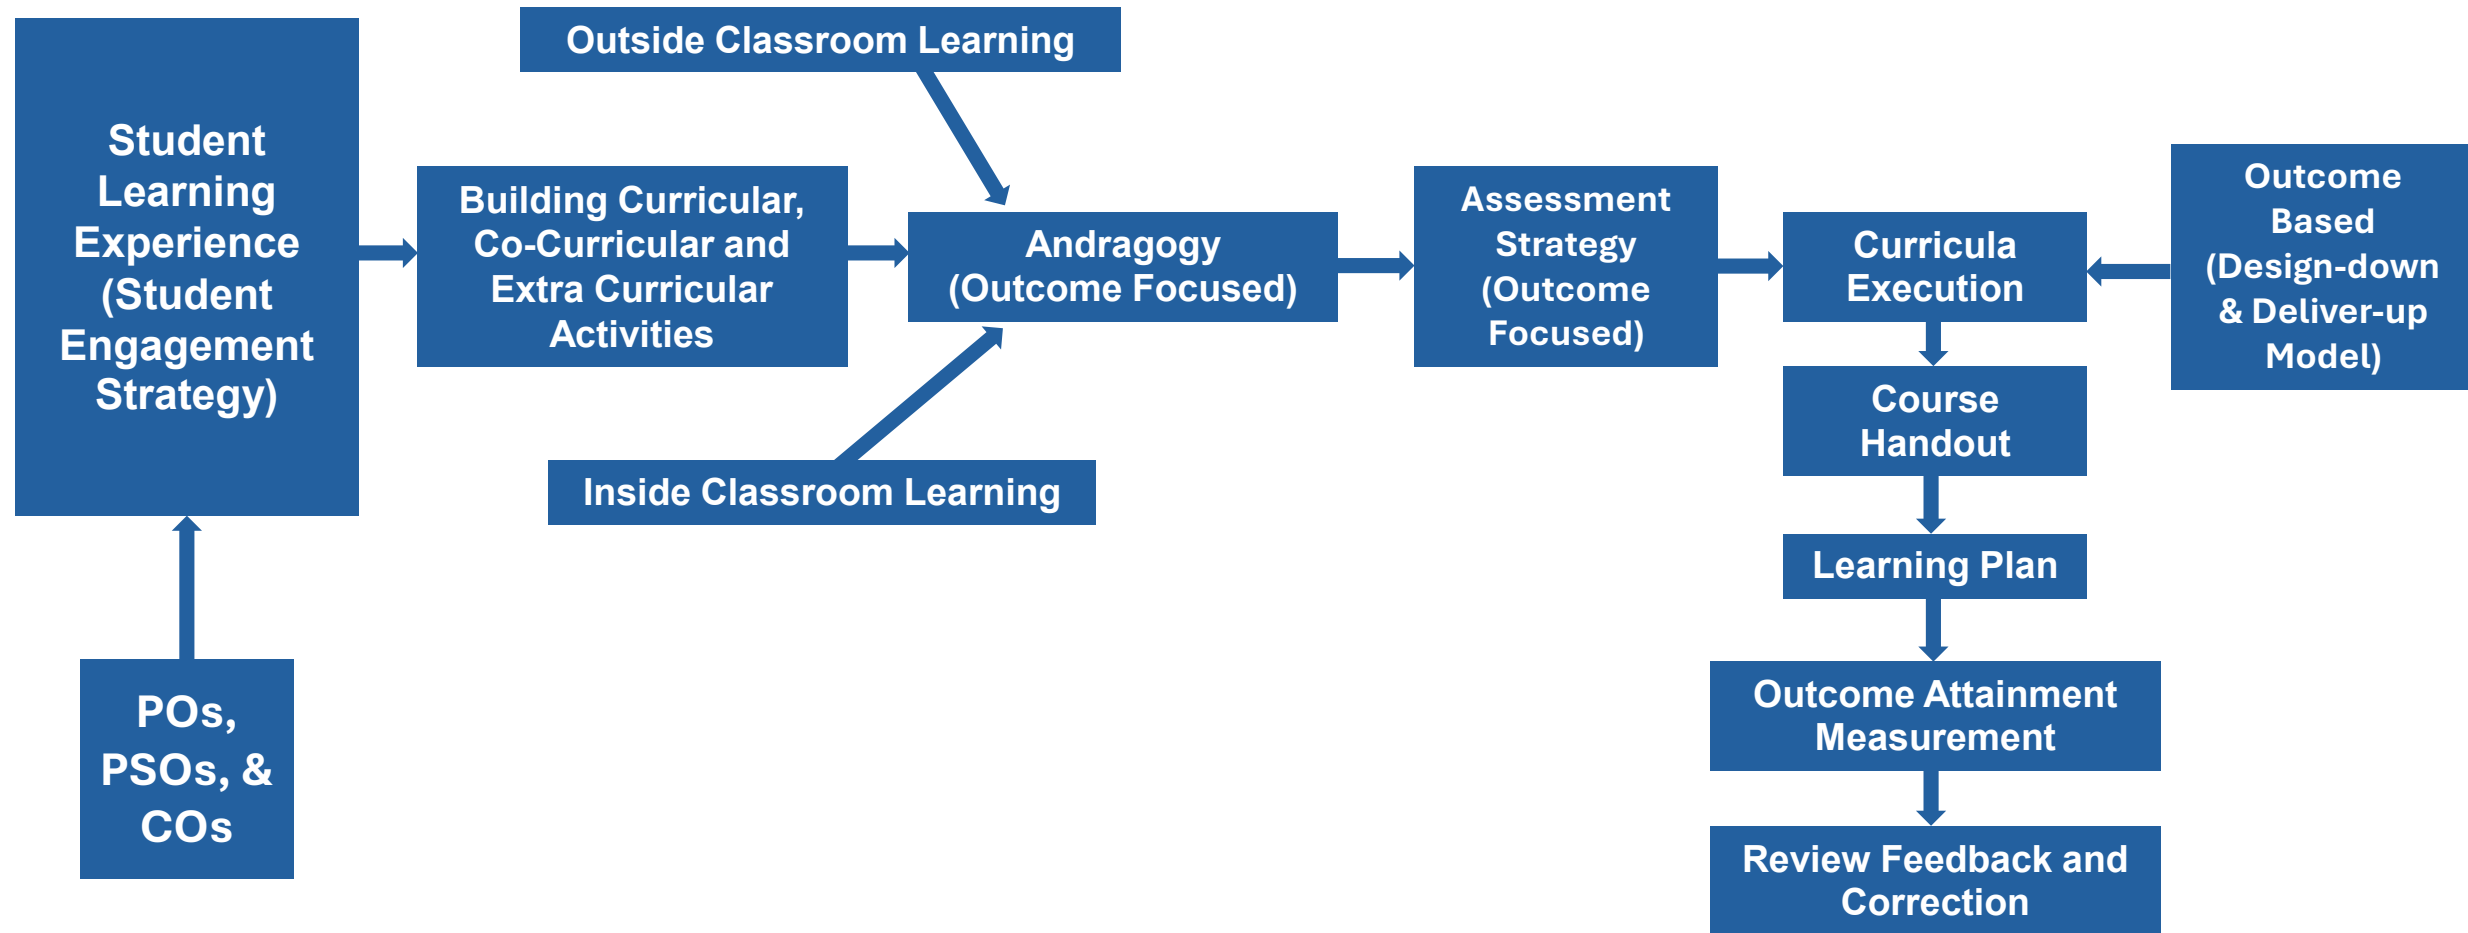 Outside Classroom Learning
Student
Learning
Experience
(Student
Engagement
Strategy)
Building Curricular,
Co-Curricular and
Extra Curricular
Activities
Andragogy
(Outcome Focused)
Assessment
Strategy
(Outcome
Focused)
Curricula
Execution
Outcome
Based
(Design-down
& Deliver-up
Model)
Inside Classroom Learning
Course
Handout
Learning Plan
POs,
PSOs, &
COs
Outcome Attainment
Measurement
Review Feedback and
Correction